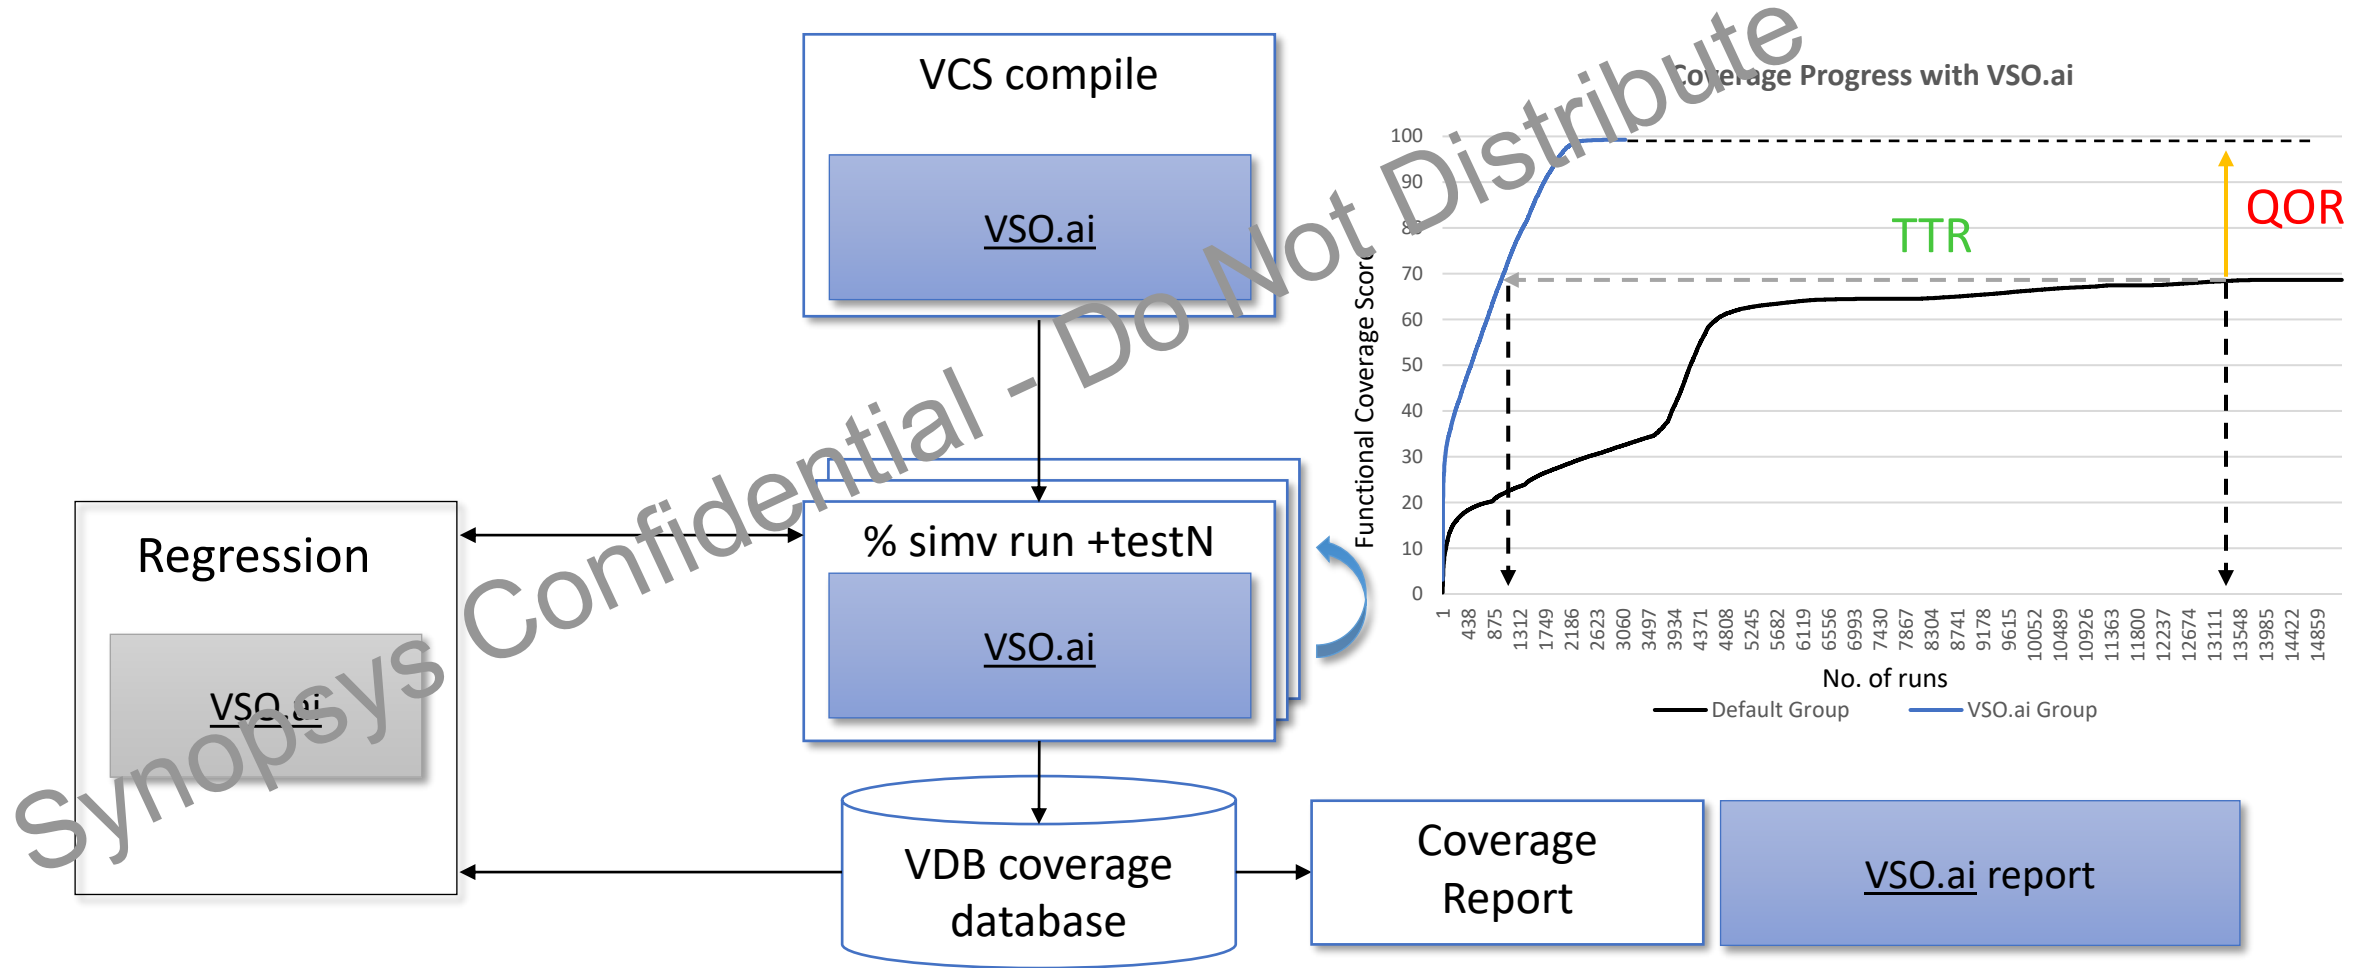 VCS compile
VSO.ai
% simv run +testN
VSO.ai
Regression
VSO.ai
VDB coverage
database
Coverage
Report
VSO.ai report
Coverage Progress with VSO.ai
Functional Coverage Score
100
90
80
70
60
50
40
30
20
10
0
TTR
QOR
1
438
875
1312
1749
2186
2623
3060
3497
3934
4371
4808
5245
5682
6119
6556
6993
7430
7867
8304
8741
9178
9615
10052
10489
10926
11363
11800
12237
12674
13111
13548
13985
14422
14859
No. of runs
Default Group
VSO.ai Group
Synopsys Confidential - Do Not Distribute